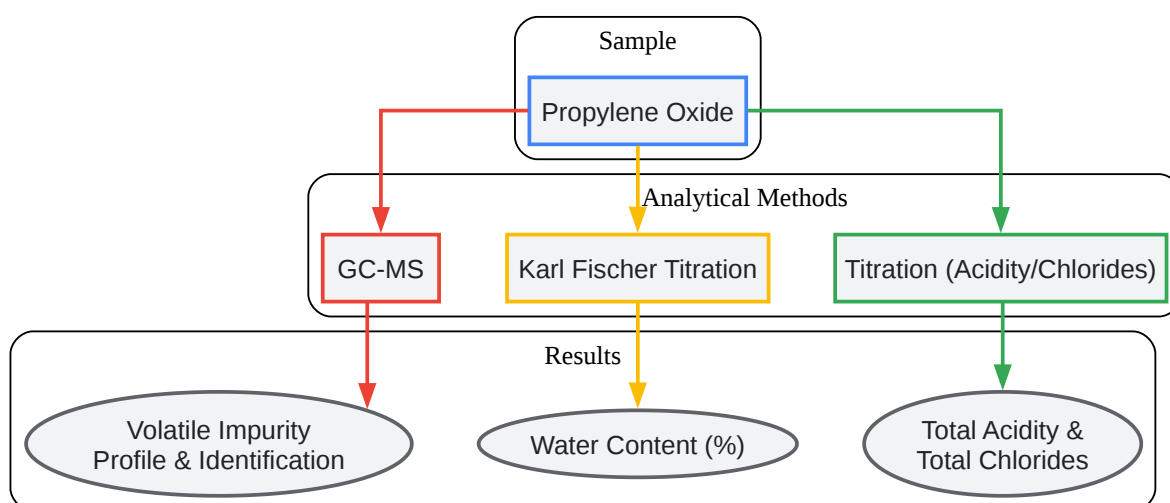 Sample
Propylene Oxide
Analytical Methods
GC-MS
Karl Fischer Titration
Titration (Acidity/Chlorides)
Results
Volatile Impurity
Profile & Identification
Water Content (%)
Total Acidity &
Total Chlorides